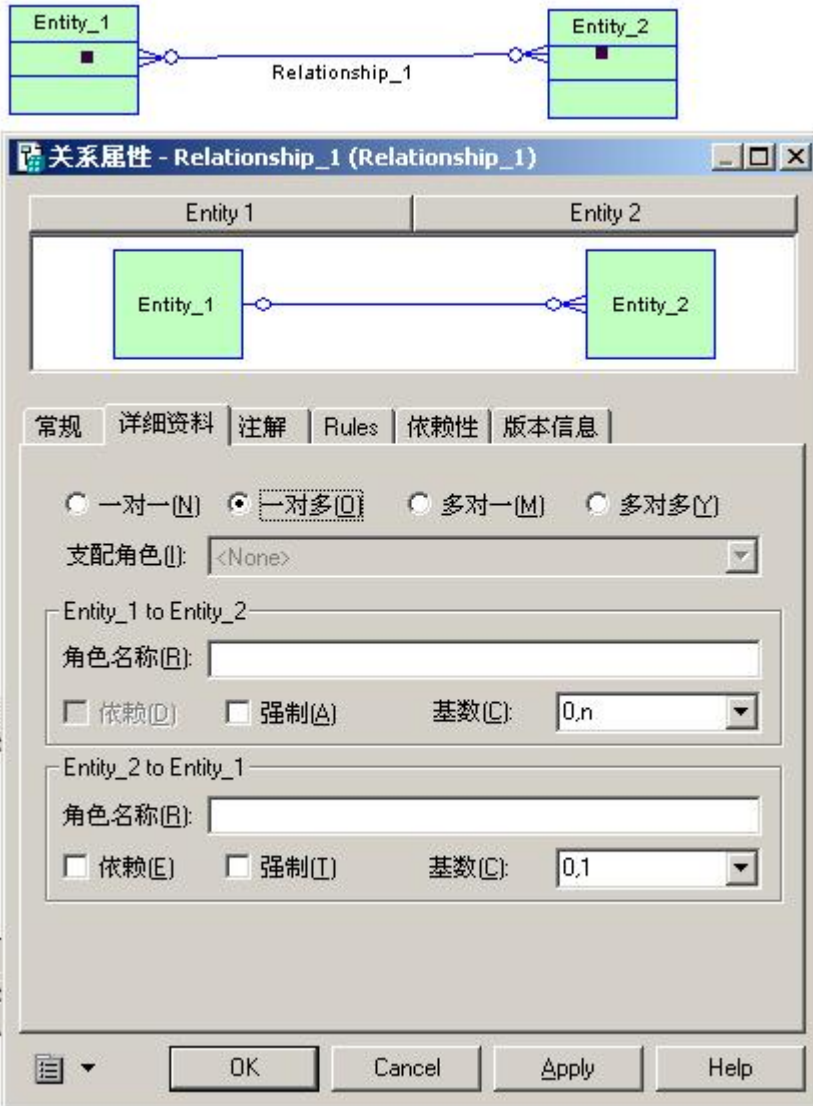 Entity_1
Entity_2
Relationship_1
关系属性 - Relationship_1 (Relationship_1)
Entity 1 Entity 2
Entity_1 Entity_2
常规 详细资料 注解 Rules 依赖性 版本信息
一对一(N) 一对多(O) 多对一(M) 多对多(Y)
支配角色(I): <None>
Entity_1 to Entity_2
角色名称(R):
依赖(D) 强制(A) 基数(C): 0,n
Entity_2 to Entity_1
角色名称(R):
依赖(E) 强制(T) 基数(C): 0,1
OK Cancel Apply Help